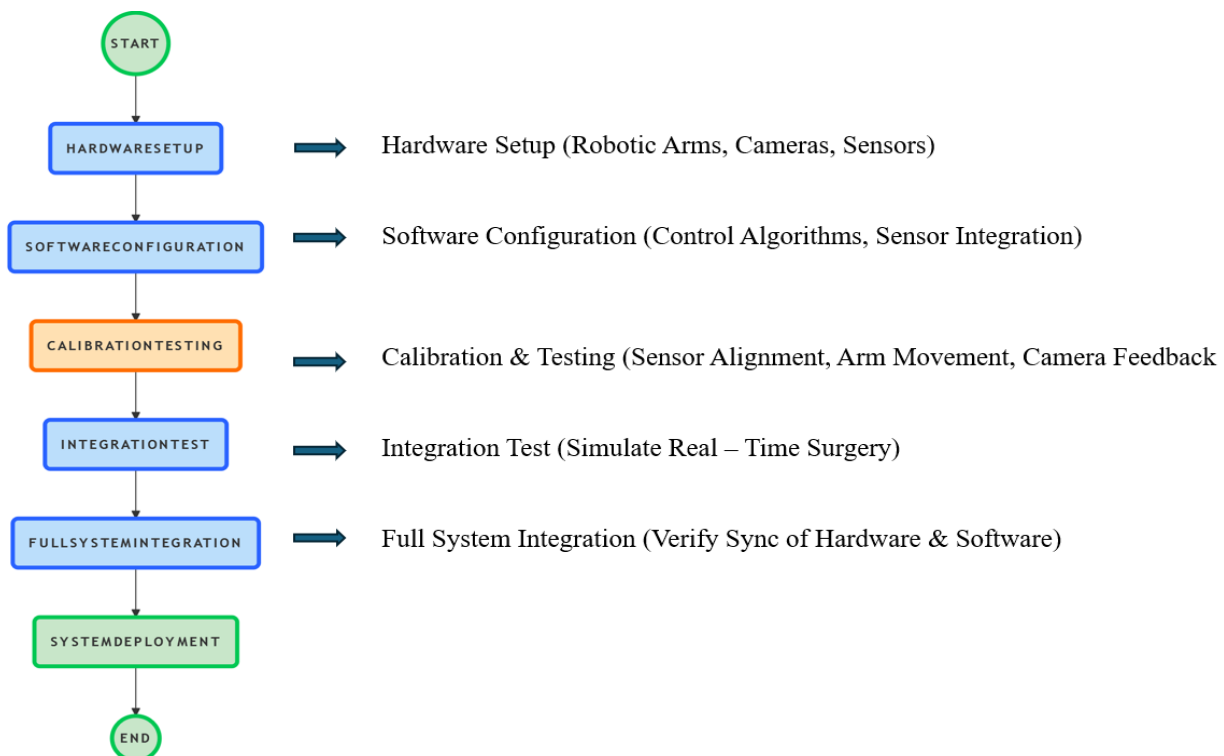 START
HARDWARESETUP
Hardware Setup (Robotic Arms, Cameras, Sensors)
SOFTWARECONFIGURATION
Software Configuration (Control Algorithms, Sensor Integration)
CALIBRATIONTESTING
Calibration & Testing (Sensor Alignment, Arm Movement, Camera Feedback
INTEGRATIONTEST
Integration Test (Simulate Real – Time Surgery)
FULLSYSTEMINTEGRATION
Full System Integration (Verify Sync of Hardware & Software)
SYSTEMDEPLOYMENT
END